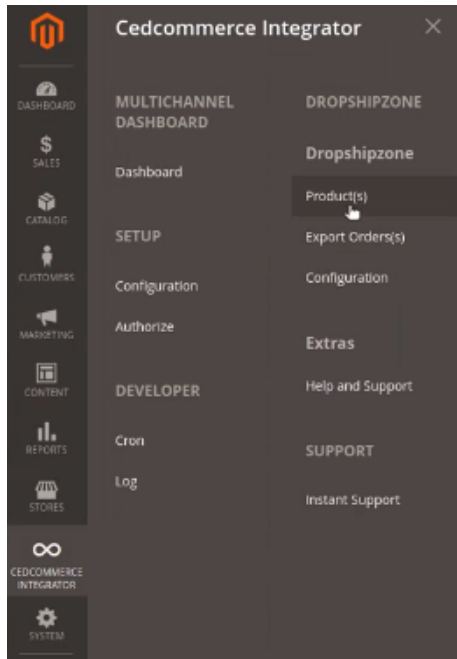 Cedcommerce Integrator
DASHBOARD
SALES
CATALOG
CUSTOMERS
MARKETING
CONTENT
REPORTS
STORES
CEDCOMMERCE
INTEGRATOR
SYSTEM
MULTICHANNEL
DASHBOARD
Dashboard
SETUP
Configuration
Authorize
DEVELOPER
Cron
Log
DROPSHIPZONE
Dropshipzone
Product(s)
Export Orders(s)
Configuration
Extras
Help and Support
SUPPORT
Instant Support